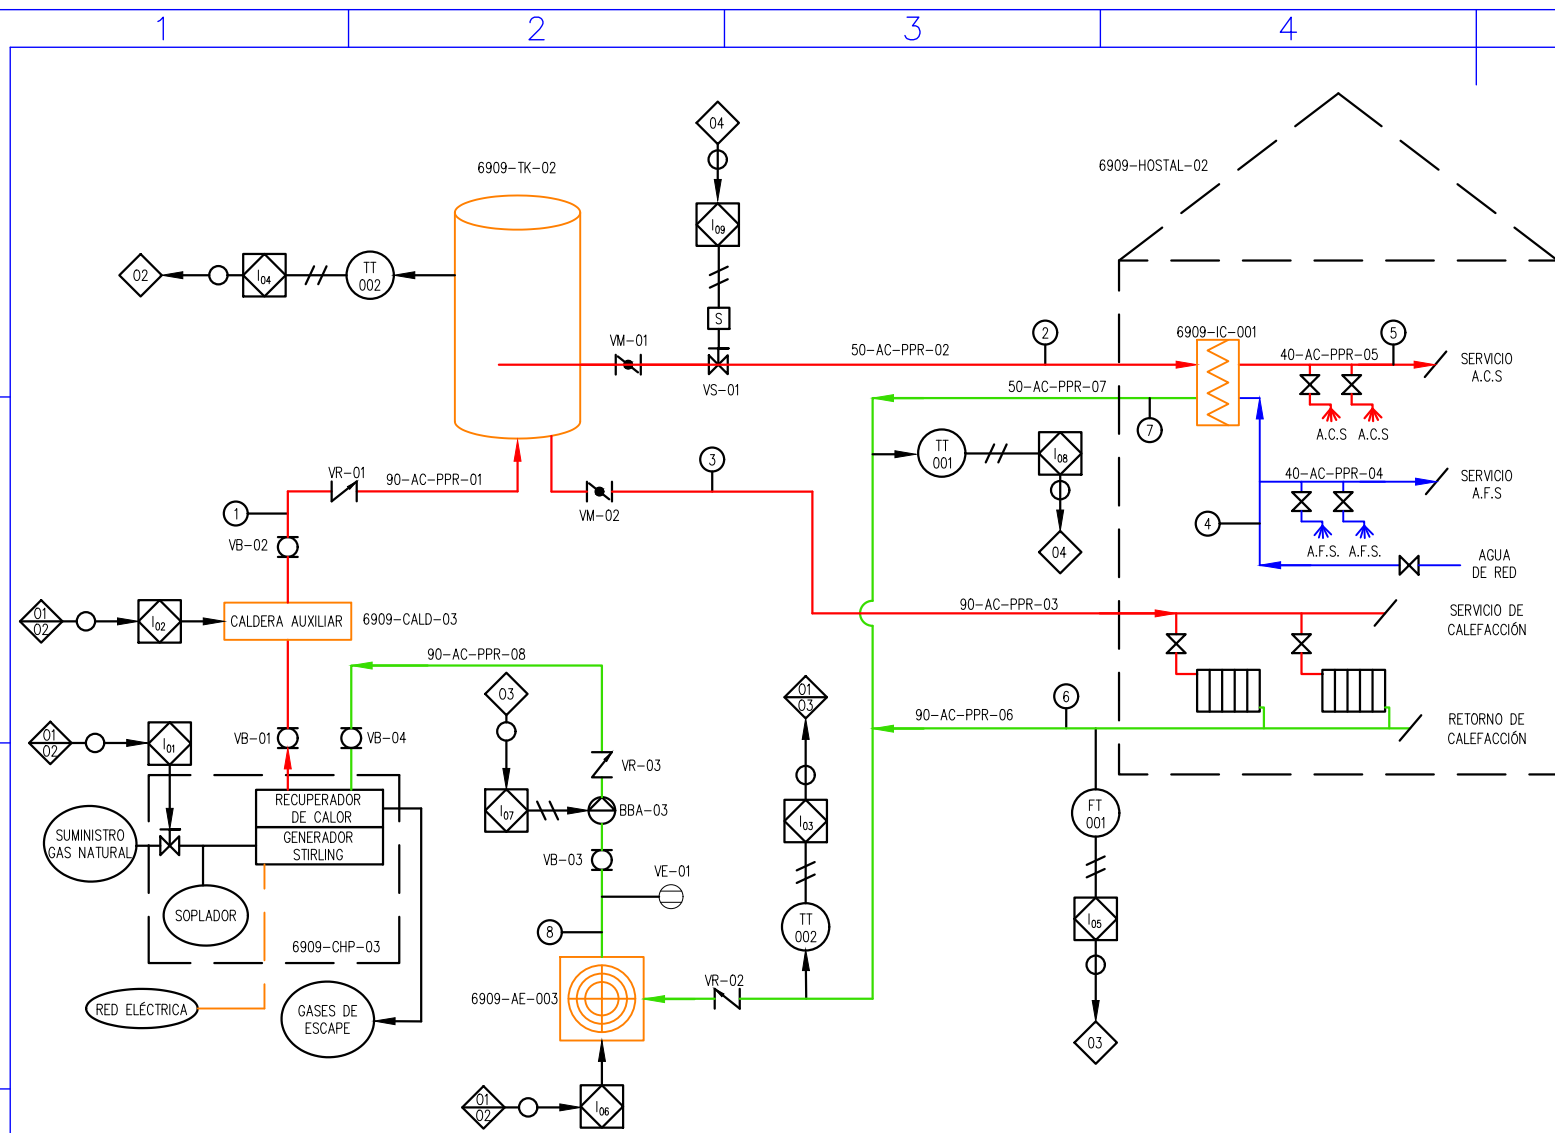 1
2
3
4
04
6909-TK-02
6909-HOSTAL-02
I09
02
I04
TT
002
S
VM-01
VS-01
50-AC-PPR-02
2
6909-IC-001
40-AC-PPR-05
5
SERVICIO
A.C.S
50-AC-PPR-07
7
A.C.S
A.C.S
TT
001
I08
04
VR-01
90-AC-PPR-01
3
VM-02
1
VB-02
40-AC-PPR-04
SERVICIO
A.F.S
4
A.F.S.
A.F.S.
AGUA
DE RED
01
02
I02
CALDERA AUXILIAR
6909-CALD-03
90-AC-PPR-03
SERVICIO DE
CALEFACCIÓN
90-AC-PPR-08
03
01
03
6
90-AC-PPR-06
RETORNO DE
CALEFACCIÓN
01
02
I01
VB-01
VB-04
VR-03
RECUPERADOR
DE CALOR
GENERADOR
STIRLING
I07
BBA-03
I03
FT
001
SUMINISTRO
GAS NATURAL
VB-03
VE-01
SOPLADOR
6909-CHP-03
8
TT
002
I05
6909-AE-003
VR-02
RED ELÉCTRICA
GASES DE
ESCAPE
03
01
02
I06